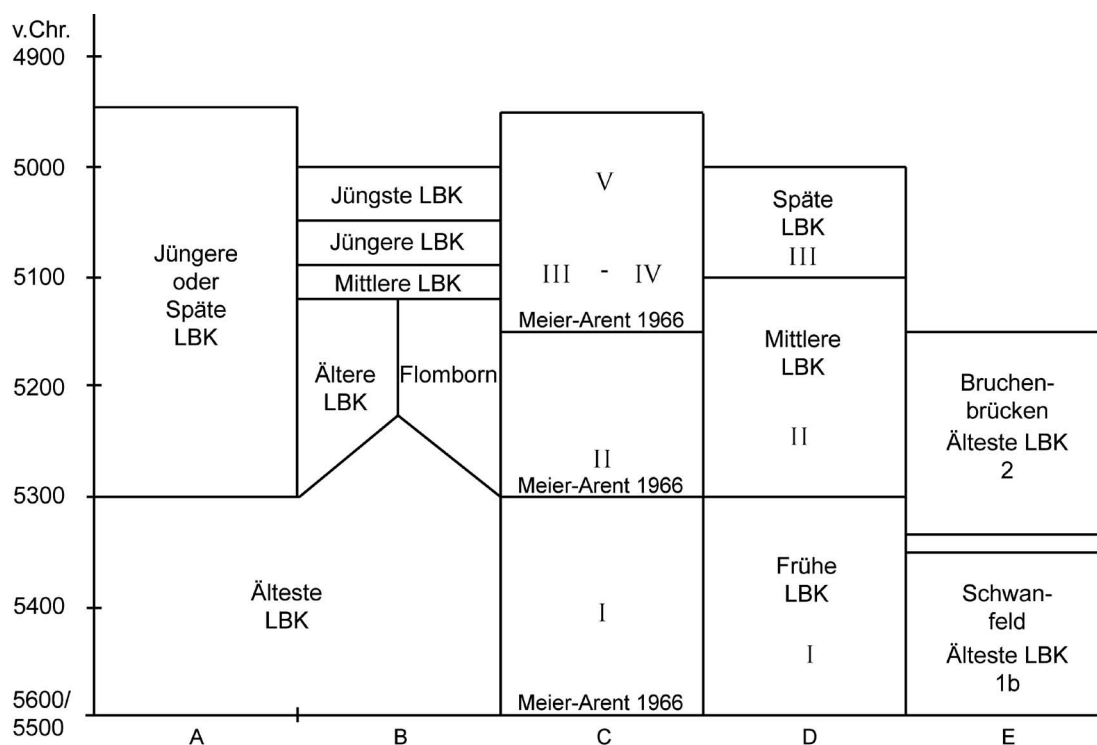 v.Chr.
4900
5000
5100
5200
5300
5400
5600/
5500
Jüngere
oder
Späte
LBK
Älteste
LBK
Jüngste LBK
Jüngere LBK
Mittlere LBK
Ältere
LBK
Flomborn
V
III - IV
Meier-Arent 1966
II
Meier-Arent 1966
I
Meier-Arent 1966
Späte
LBK
III
Mittlere
LBK
II
Frühe
LBK
I
Bruchen-
brücken
Älteste LBK
2
Schwan-
feld
Älteste LBK
1b
A B C D E